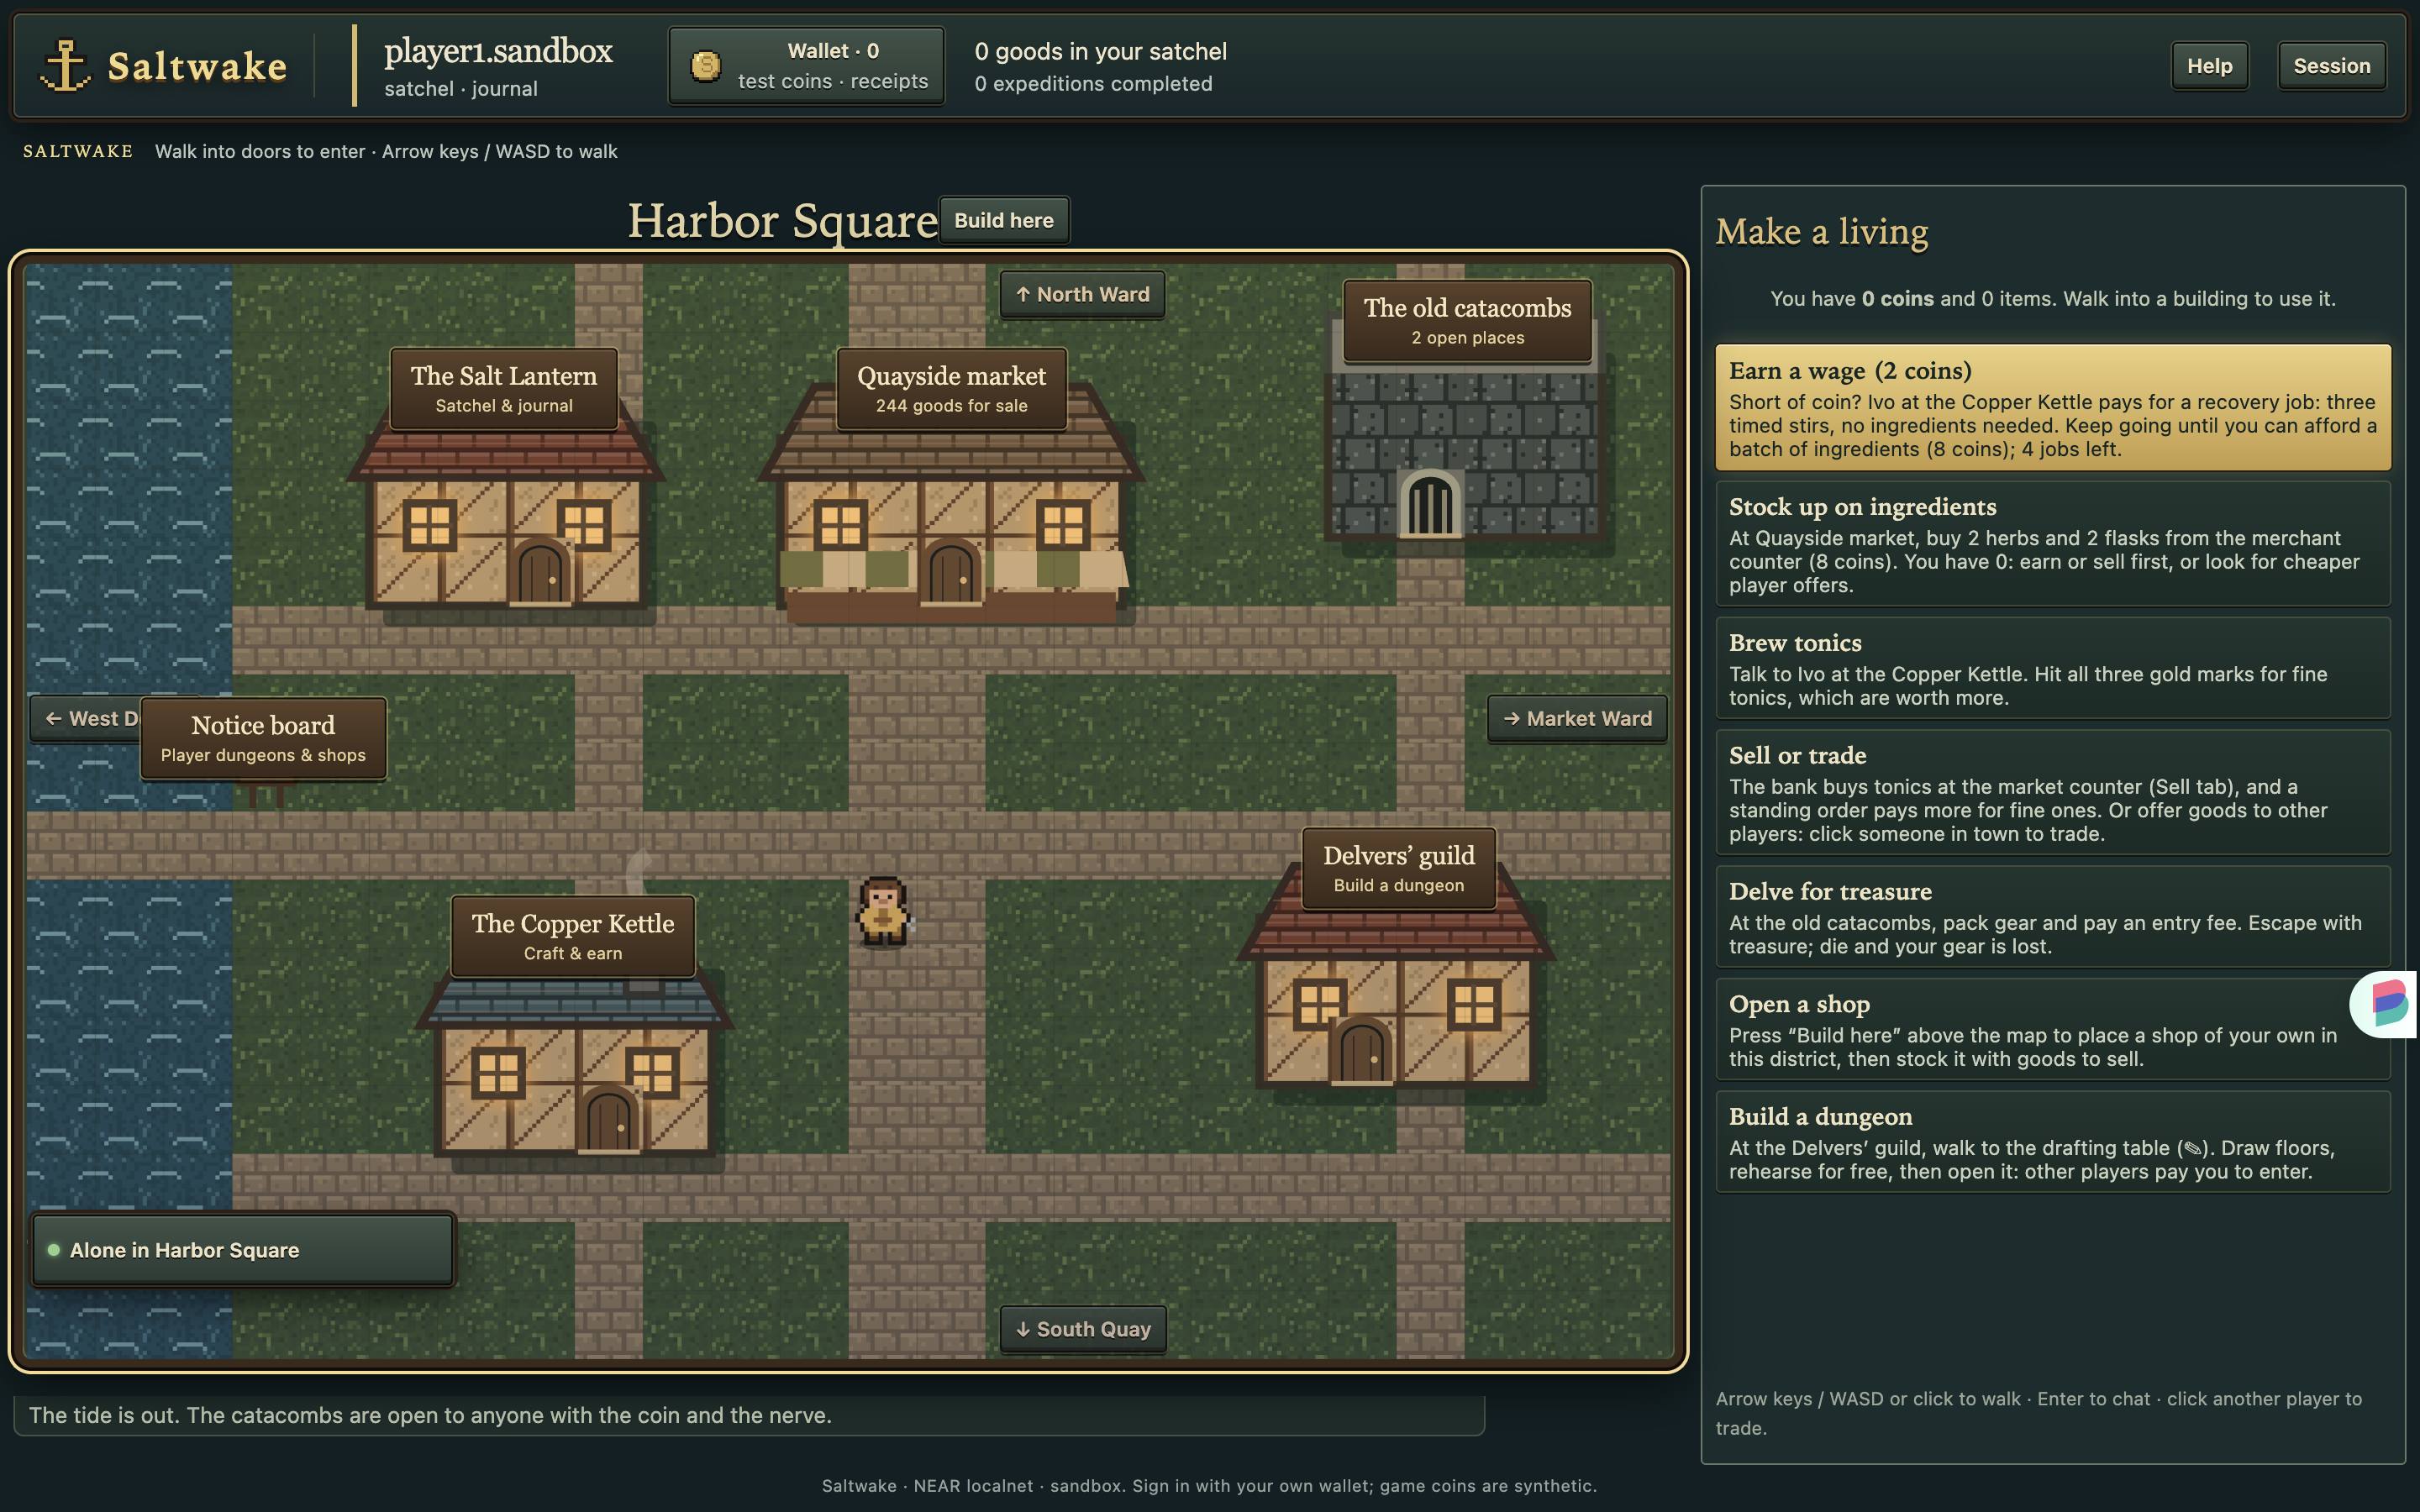 Saltwake
player1.sandbox
satchel · journal
Wallet · 0
test coins · receipts
0 goods in your satchel
0 expeditions completed
Help
Session
SALTWAKE Walk into doors to enter · Arrow keys / WASD to walk
Harbor Square
Build here
↑ North Ward
The old catacombs
2 open places
The Salt Lantern
Satchel & journal
Quayside market
244 goods for sale
← West D
Notice board
Player dungeons & shops
→ Market Ward
Delvers’ guild
Build a dungeon
The Copper Kettle
Craft & earn
Alone in Harbor Square
↓ South Quay
The tide is out. The catacombs are open to anyone with the coin and the nerve.
Make a living
You have 0 coins and 0 items. Walk into a building to use it.
Earn a wage (2 coins)
Short of coin? Ivo at the Copper Kettle pays for a recovery job: three
timed stirs, no ingredients needed. Keep going until you can afford a
batch of ingredients (8 coins); 4 jobs left.
Stock up on ingredients
At Quayside market, buy 2 herbs and 2 flasks from the merchant
counter (8 coins). You have 0: earn or sell first, or look for cheaper
player offers.
Brew tonics
Talk to Ivo at the Copper Kettle. Hit all three gold marks for fine
tonics, which are worth more.
Sell or trade
The bank buys tonics at the market counter (Sell tab), and a
standing order pays more for fine ones. Or offer goods to other
players: click someone in town to trade.
Delve for treasure
At the old catacombs, pack gear and pay an entry fee. Escape with
treasure; die and your gear is lost.
Open a shop
Press “Build here” above the map to place a shop of your own in
this district, then stock it with goods to sell.
Build a dungeon
At the Delvers’ guild, walk to the drafting table (✎). Draw floors,
rehearse for free, then open it: other players pay you to enter.
Arrow keys / WASD or click to walk · Enter to chat · click another player to
trade.
Saltwake · NEAR localnet · sandbox. Sign in with your own wallet; game coins are synthetic.